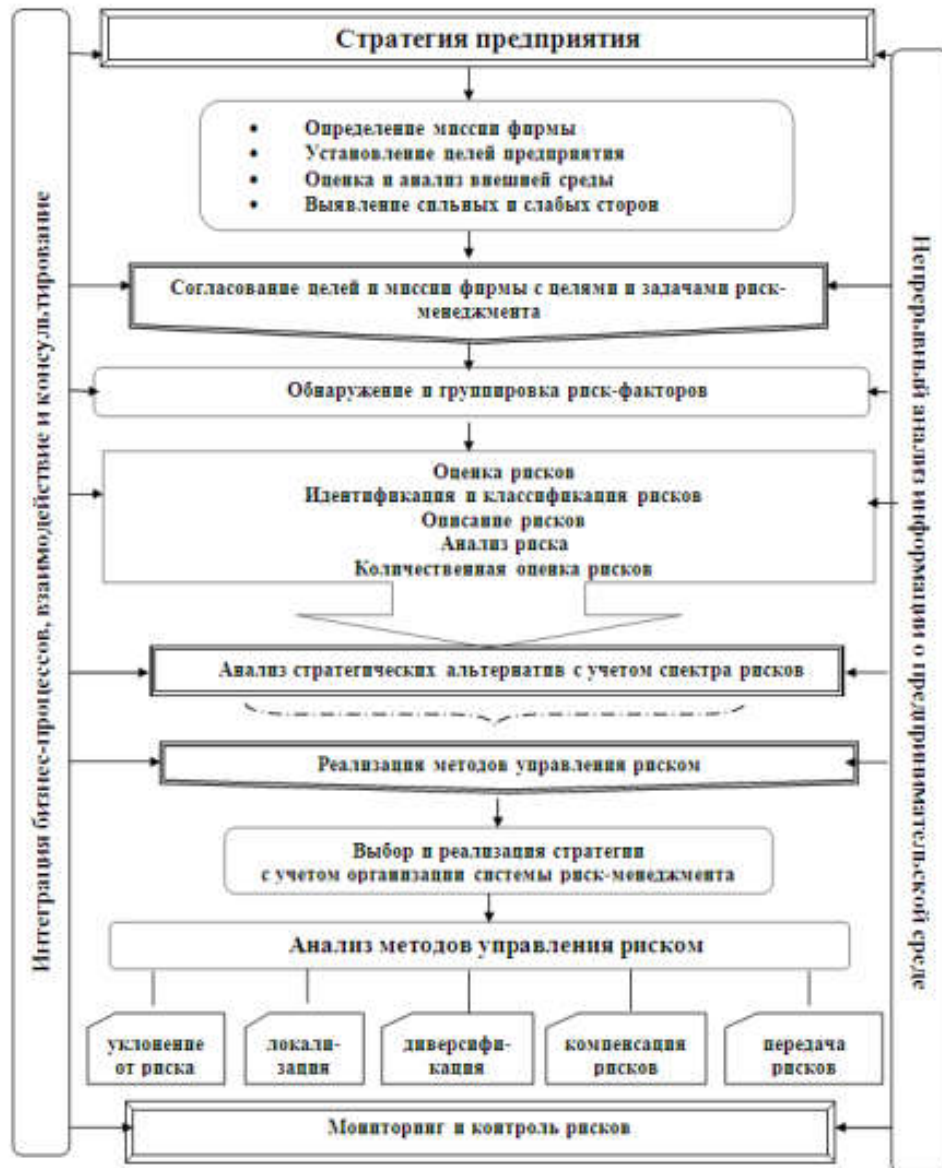 Стратегия предприятия
• Определение миссии фирмы
• Установление целей предприятия
• Оценка и анализ внешней среды
• Выявление сильных и слабых сторон
Согласование целей и миссии фирмы с целями и задачами риск-
менеджмента
Обнаружение и группировка риск-факторов
Оценка рисков
Идентификация и классификация рисков
Описание рисков
Анализ риска
Количественная оценка рисков
Анализ стратегических альтернатив с учетом спектра рисков
Реализация методов управления риском
Выбор и реализация стратегии
с учетом организации системы риск-менеджмента
Анализ методов управления риском
уклонение
от риска
локали-
зация
диверсифи-
кация
компенсация
рисков
передача
рисков
Мониторинг и контроль рисков
Интеграция бизнес-процессов, взаимодействие и консультирование
Непрерывный анализ информации о предпринимательской среде